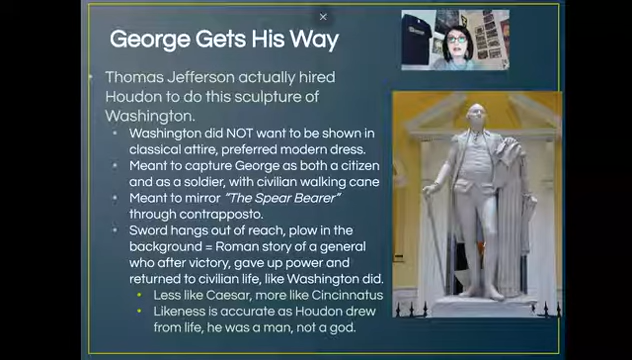 George Gets His Way
• Thomas Jefferson actually hired
Houdon to do this sculpture of
Washington.
• Washington did NOT want to be shown in
classical attire, preferred modern dress.
• Meant to capture George as both a citizen
and as a soldier, with civilian walking cane
• Meant to mirror "The Spear Bearer"
through contrapposto.
• Sword hangs out of reach, plow in the
background = Roman story of a general
who after victory, gave up power and
returned to civilian life, like Washington did.
• Less like Caesar, more like Cincinnatus
• Likeness is accurate as Houdon drew
from life, he was a man, not a god.